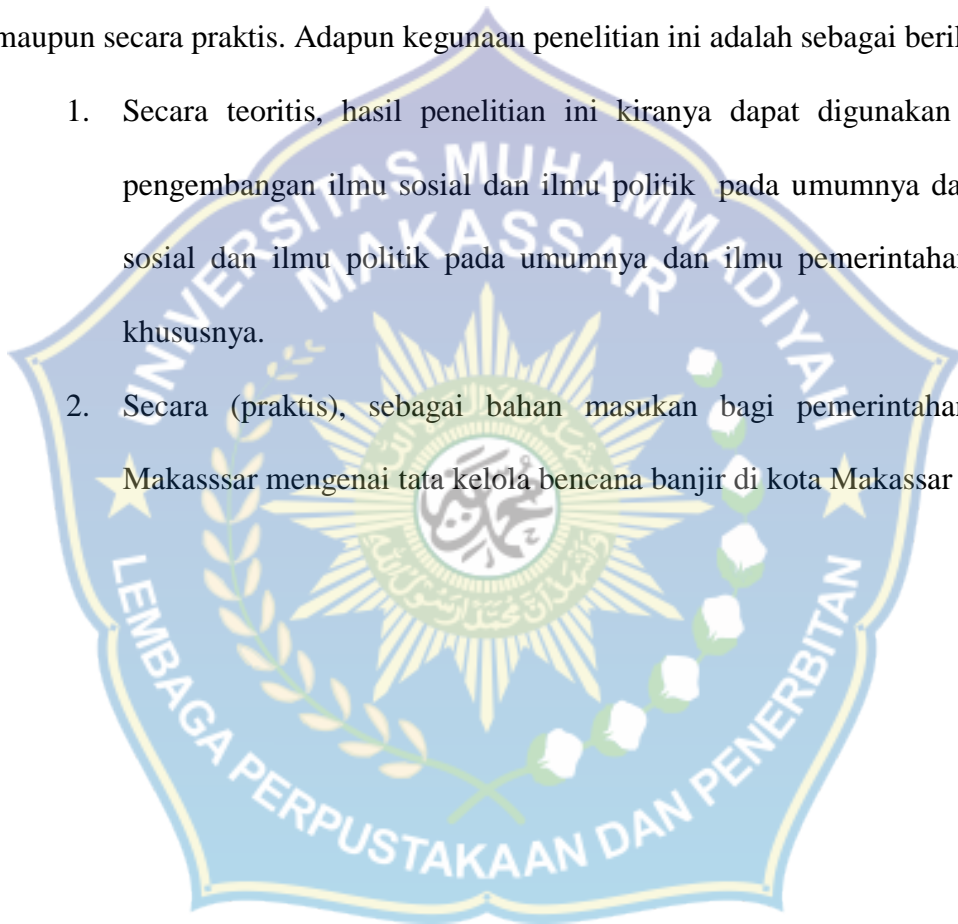 maupun secara praktis. Adapun kegunaan penelitian ini adalah sebagai beri
1. Secara teoritis, hasil penelitian ini kiranya dapat digunakan
pengembangan ilmu sosial dan ilmu politik pada umumnya da
sosial dan ilmu politik pada umumnya dan ilmu pemerintahan
khususnya.
2. Secara (praktis), sebagai bahan masukan bagi pemerintahan
Makasssar mengenai tata kelola bencana banjir di kota Makassar
UNIVERSITAS MUHAMMADIYAH
MAKASSAR
LEMBAGA PERPUSTAKAAN DAN PENERBITAN